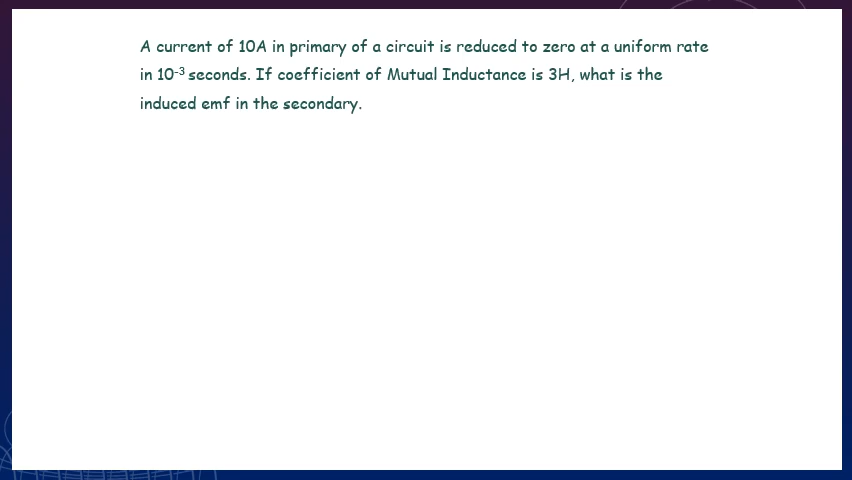 A current of 10A in primary of a circuit is reduced to zero at a uniform rate
in 10⁻³ seconds. If coefficient of Mutual Inductance is 3H, what is the
induced emf in the secondary.